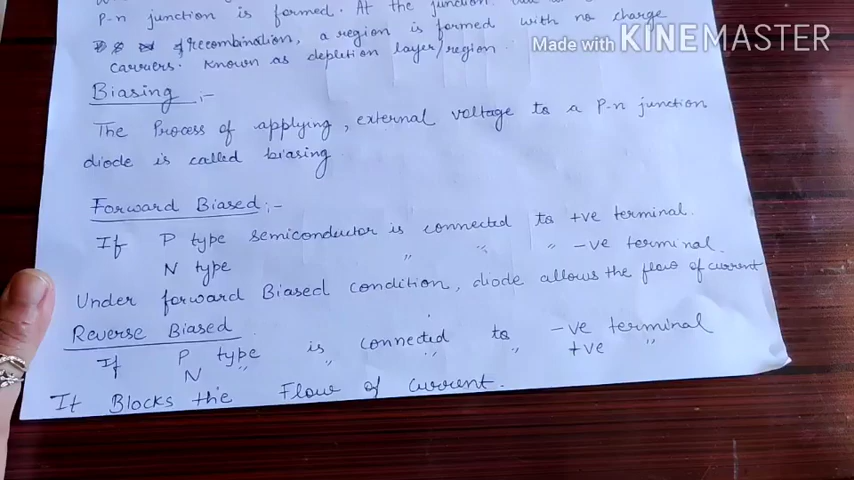 P-n junction is formed. At the junction
recombination, a region is formed with no charge
carriers. Known as depletion layer/region.
Made with KINEMASTER
Biasing :-
The Process of applying, external voltage to a P-n junction
diode is called biasing
Forward Biased :-
If P type semiconductor is connected to +ve terminal.
N type " " " -ve terminal.
Under forward Biased condition, diode allows the flow of current
Reverse Biased
If P type is connected to -ve terminal
N " " " " +ve "
It Blocks the Flow of current.